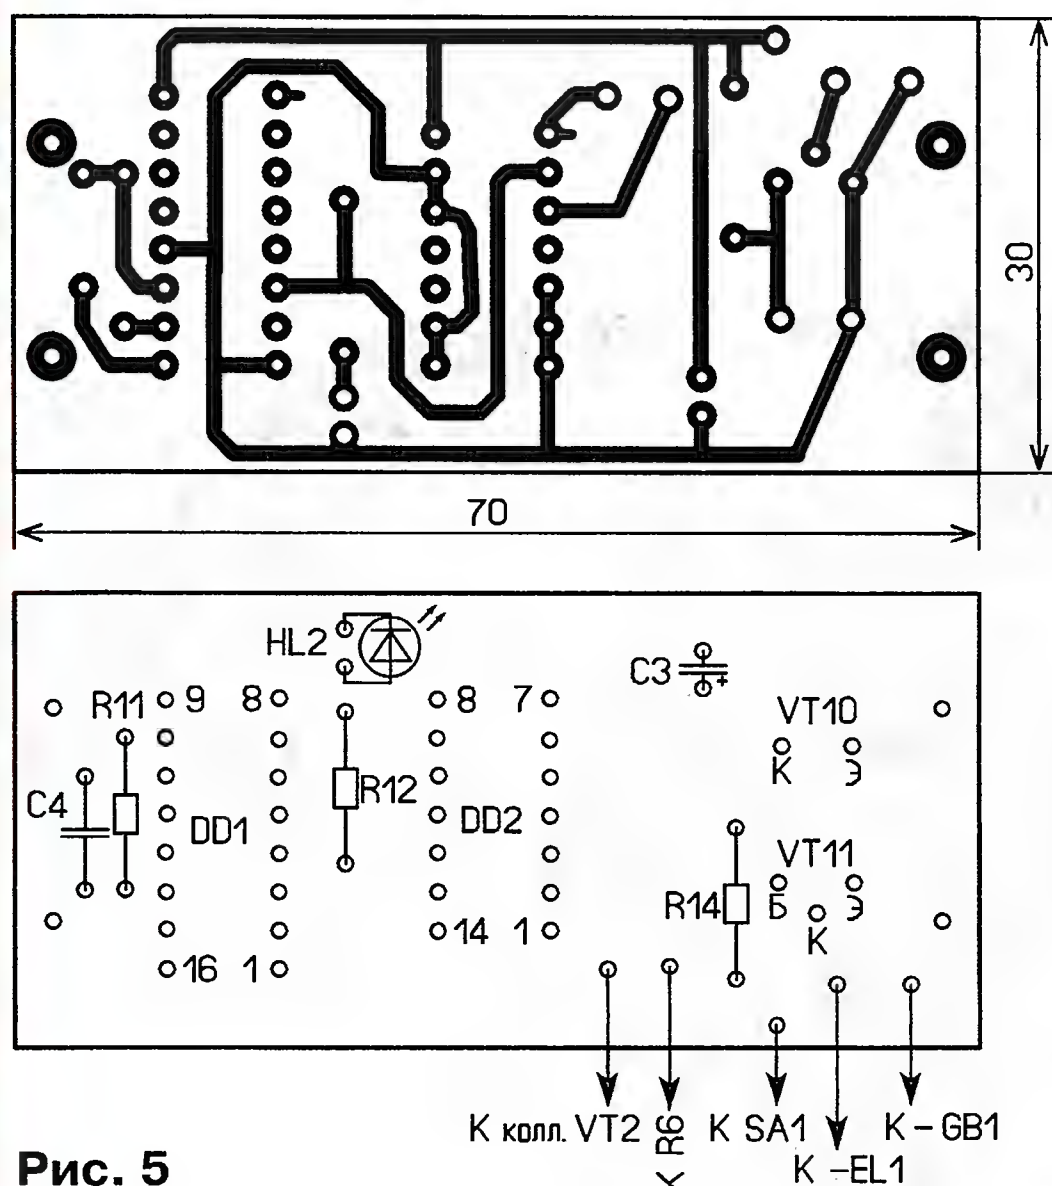 30
70
HL2
C3
R11
9 8
8 7
VT10
К Э
C4
R12
DD1
DD2
VT11
R14
Б Э
К
16 1
14 1
К колл. VT2
К R6
К SA1
К – GB1
К –EL1
Рис. 5